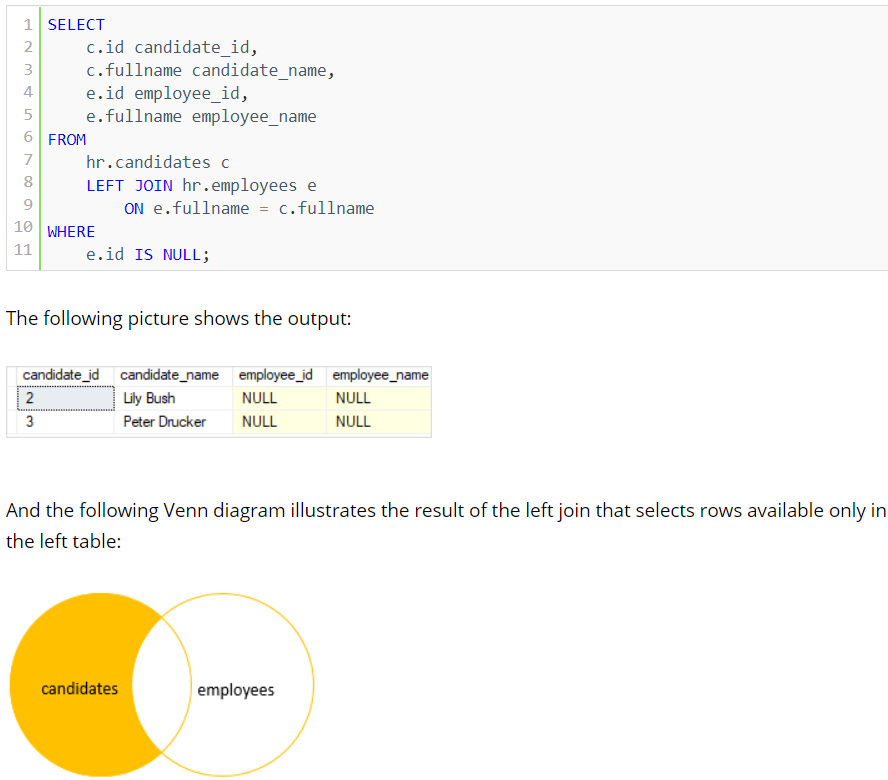 1 SELECT
2 c.id candidate_id,
3 c.fullname candidate_name,
4 e.id employee_id,
5 e.fullname employee_name
6 FROM
7 hr.candidates c
8 LEFT JOIN hr.employees e
9 ON e.fullname = c.fullname
10 WHERE
11 e.id IS NULL;
The following picture shows the output:
candidate_id candidate_name employee_id employee_name
2 Lily Bush NULL NULL
3 Peter Drucker NULL NULL
And the following Venn diagram illustrates the result of the left join that selects rows available only in
the left table:
candidates employees